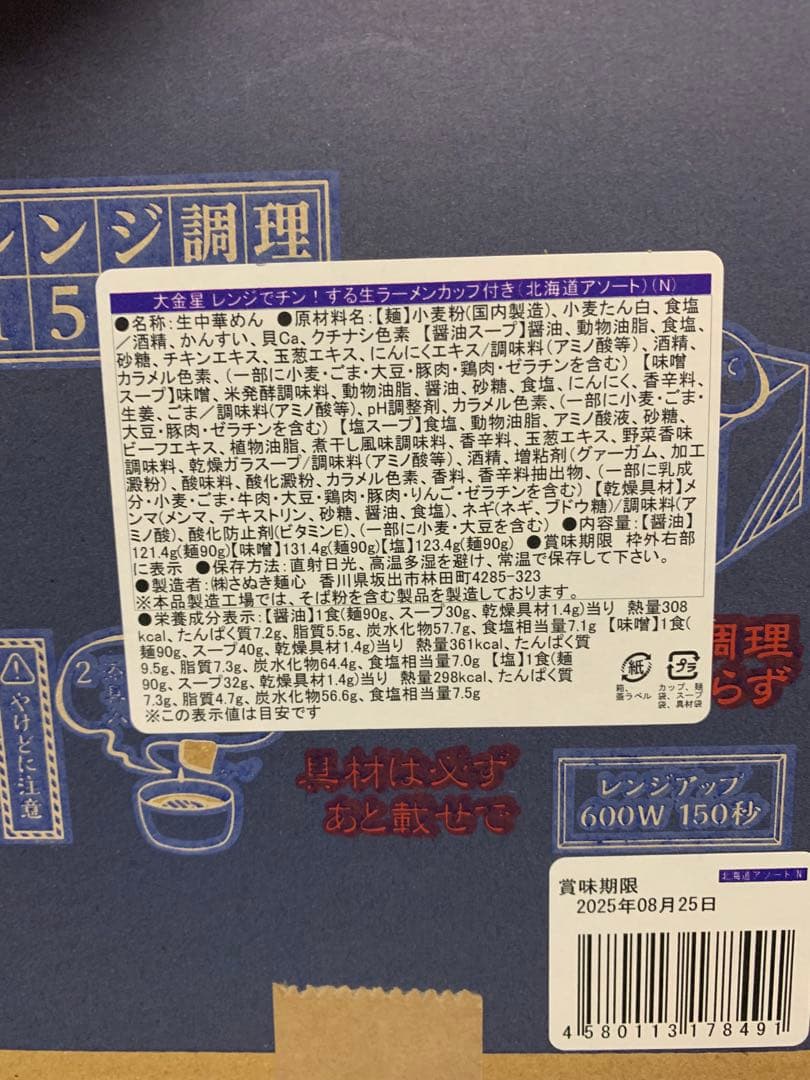 レンジ調理
15
大金星 レンジでチン！する生ラーメンカップ付き（北海道アソート）（N）
●名称：生中華めん ●原材料名：【麺】小麦粉（国内製造）、小麦たん白、食塩
／酒精、かんすい、貝Ca、クチナシ色素 【醤油スープ】醤油、動物油脂、食塩、
砂糖、チキンエキス、玉葱エキス、にんにくエキス/調味料（アミノ酸等）、酒精、
カラメル色素、（一部に小麦・ごま・大豆・豚肉・鶏肉・ゼラチンを含む） 【味噌
スープ】味噌、米発酵調味料、動物油脂、醤油、砂糖、食塩、にんにく、香辛料、
生姜、ごま／調味料（アミノ酸等）、pH調整剤、カラメル色素、（一部に小麦・ごま・
大豆・豚肉・ゼラチンを含む） 【塩スープ】食塩、動物油脂、アミノ酸液、砂糖、
ビーフエキス、植物油脂、煮干し風味調味料、香辛料、玉葱エキス、野菜香味
調味料、乾燥ガラスープ/調味料（アミノ酸等）、酒精、増粘剤（グァーガム、加工
澱粉）、酸味料、酸化澱粉、カラメル色素、香料、香辛料抽出物、（一部に乳成
分・小麦・ごま・牛肉・大豆・鶏肉・豚肉・りんご・ゼラチンを含む） 【乾燥具材】メ
ンマ（メンマ、デキストリン、砂糖、醤油、食塩）、ネギ（ネギ、ブドウ糖）/調味料（ア
ミノ酸）、酸化防止剤（ビタミンE）、（一部に小麦・大豆を含む） ●内容量：【醤油】
121.4g（麺90g）【味噌】131.4g（麺90g）【塩】123.4g（麺90g） ●賞味期限 枠外右部
に表示 ●保存方法：直射日光、高温多湿を避け、常温で保存して下さい。
●製造者：㈱さぬき麺心 香川県坂出市林田町4285-323
※本品製造工場では、そば粉を含む製品を製造しております。
●栄養成分表示：【醤油】1食（麺90g、スープ30g、乾燥具材1.4g）当り 熱量308
kcal、たんぱく質7.2g、脂質5.5g、炭水化物57.7g、食塩相当量7.1g 【味噌】1食（
麺90g、スープ40g、乾燥具材1.4g）当り 熱量361kcal、たんぱく質
9.5g、脂質7.3g、炭水化物64.4g、食塩相当量7.0g 【塩】1食（麺
90g、スープ32g、乾燥具材1.4g）当り 熱量298kcal、たんぱく質
7.3g、脂質4.7g、炭水化物56.6g、食塩相当量7.5g
※この表示値は目安です
紙
プラ
箱、
蓋ラベル
カップ、麺
袋、スープ
袋、具材袋
て
調理
らず
2
やけどに注意
具材は必ず
あと載せで
レンジアップ
600W 150秒
北海道アソート N
賞味期限
2025年08月25日
4 580113 178491